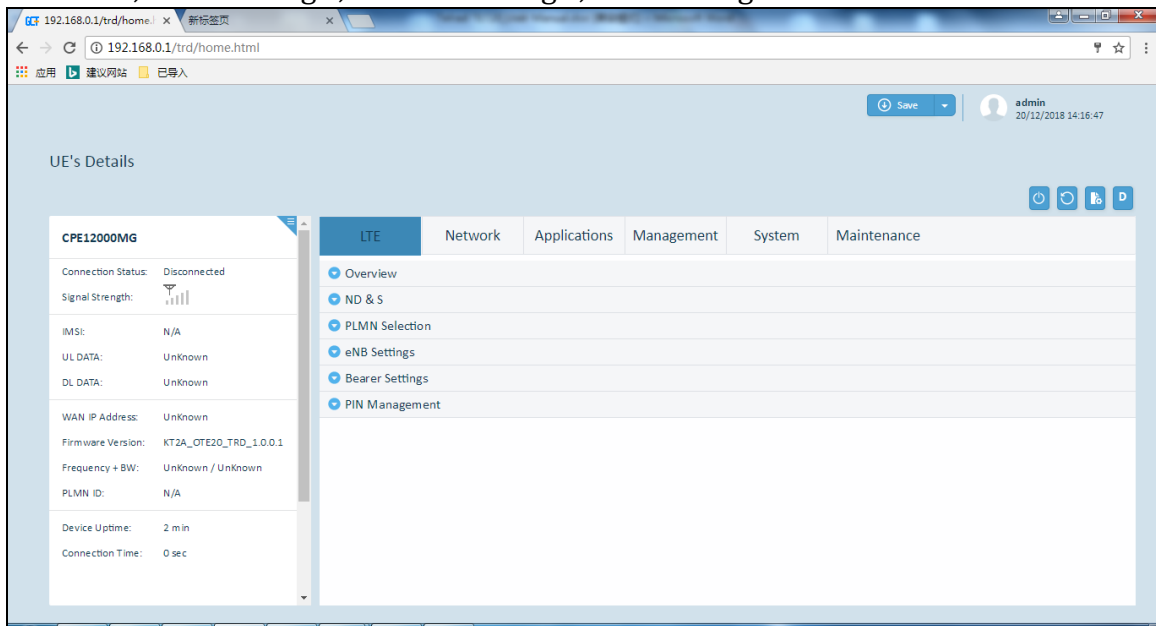 192.168.0.1/trd/home.
新标签页
192.168.0.1/trd/home.html
应用
建议网站
已导入
Save
admin
20/12/2018 14:16:47
UE's Details
D
CPE12000MG
LTE Network Applications Management System Maintenance
Connection Status: Disconnected
Signal Strength:
IMSI: N/A
UL DATA: UnKnown
DL DATA: UnKnown
WAN IP Address: UnKnown
Firmware Version: KT2A_OTE20_TRD_1.0.0.1
Frequency + BW: UnKnown / UnKnown
PLMN ID: N/A
Device Uptime: 2 min
Connection Time: 0 sec
Overview
ND & S
PLMN Selection
eNB Settings
Bearer Settings
PIN Management